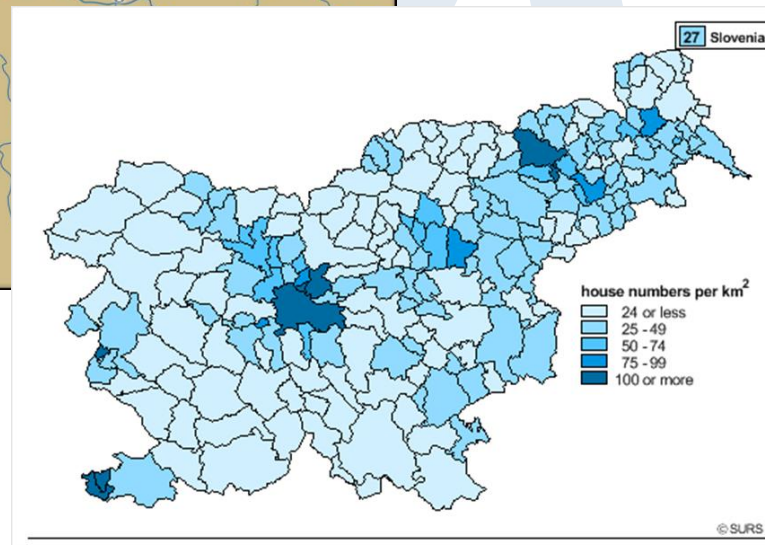 27 Slovenia
house numbers per km²
24 or less
25 - 49
50 - 74
75 - 99
100 or more
© SURS